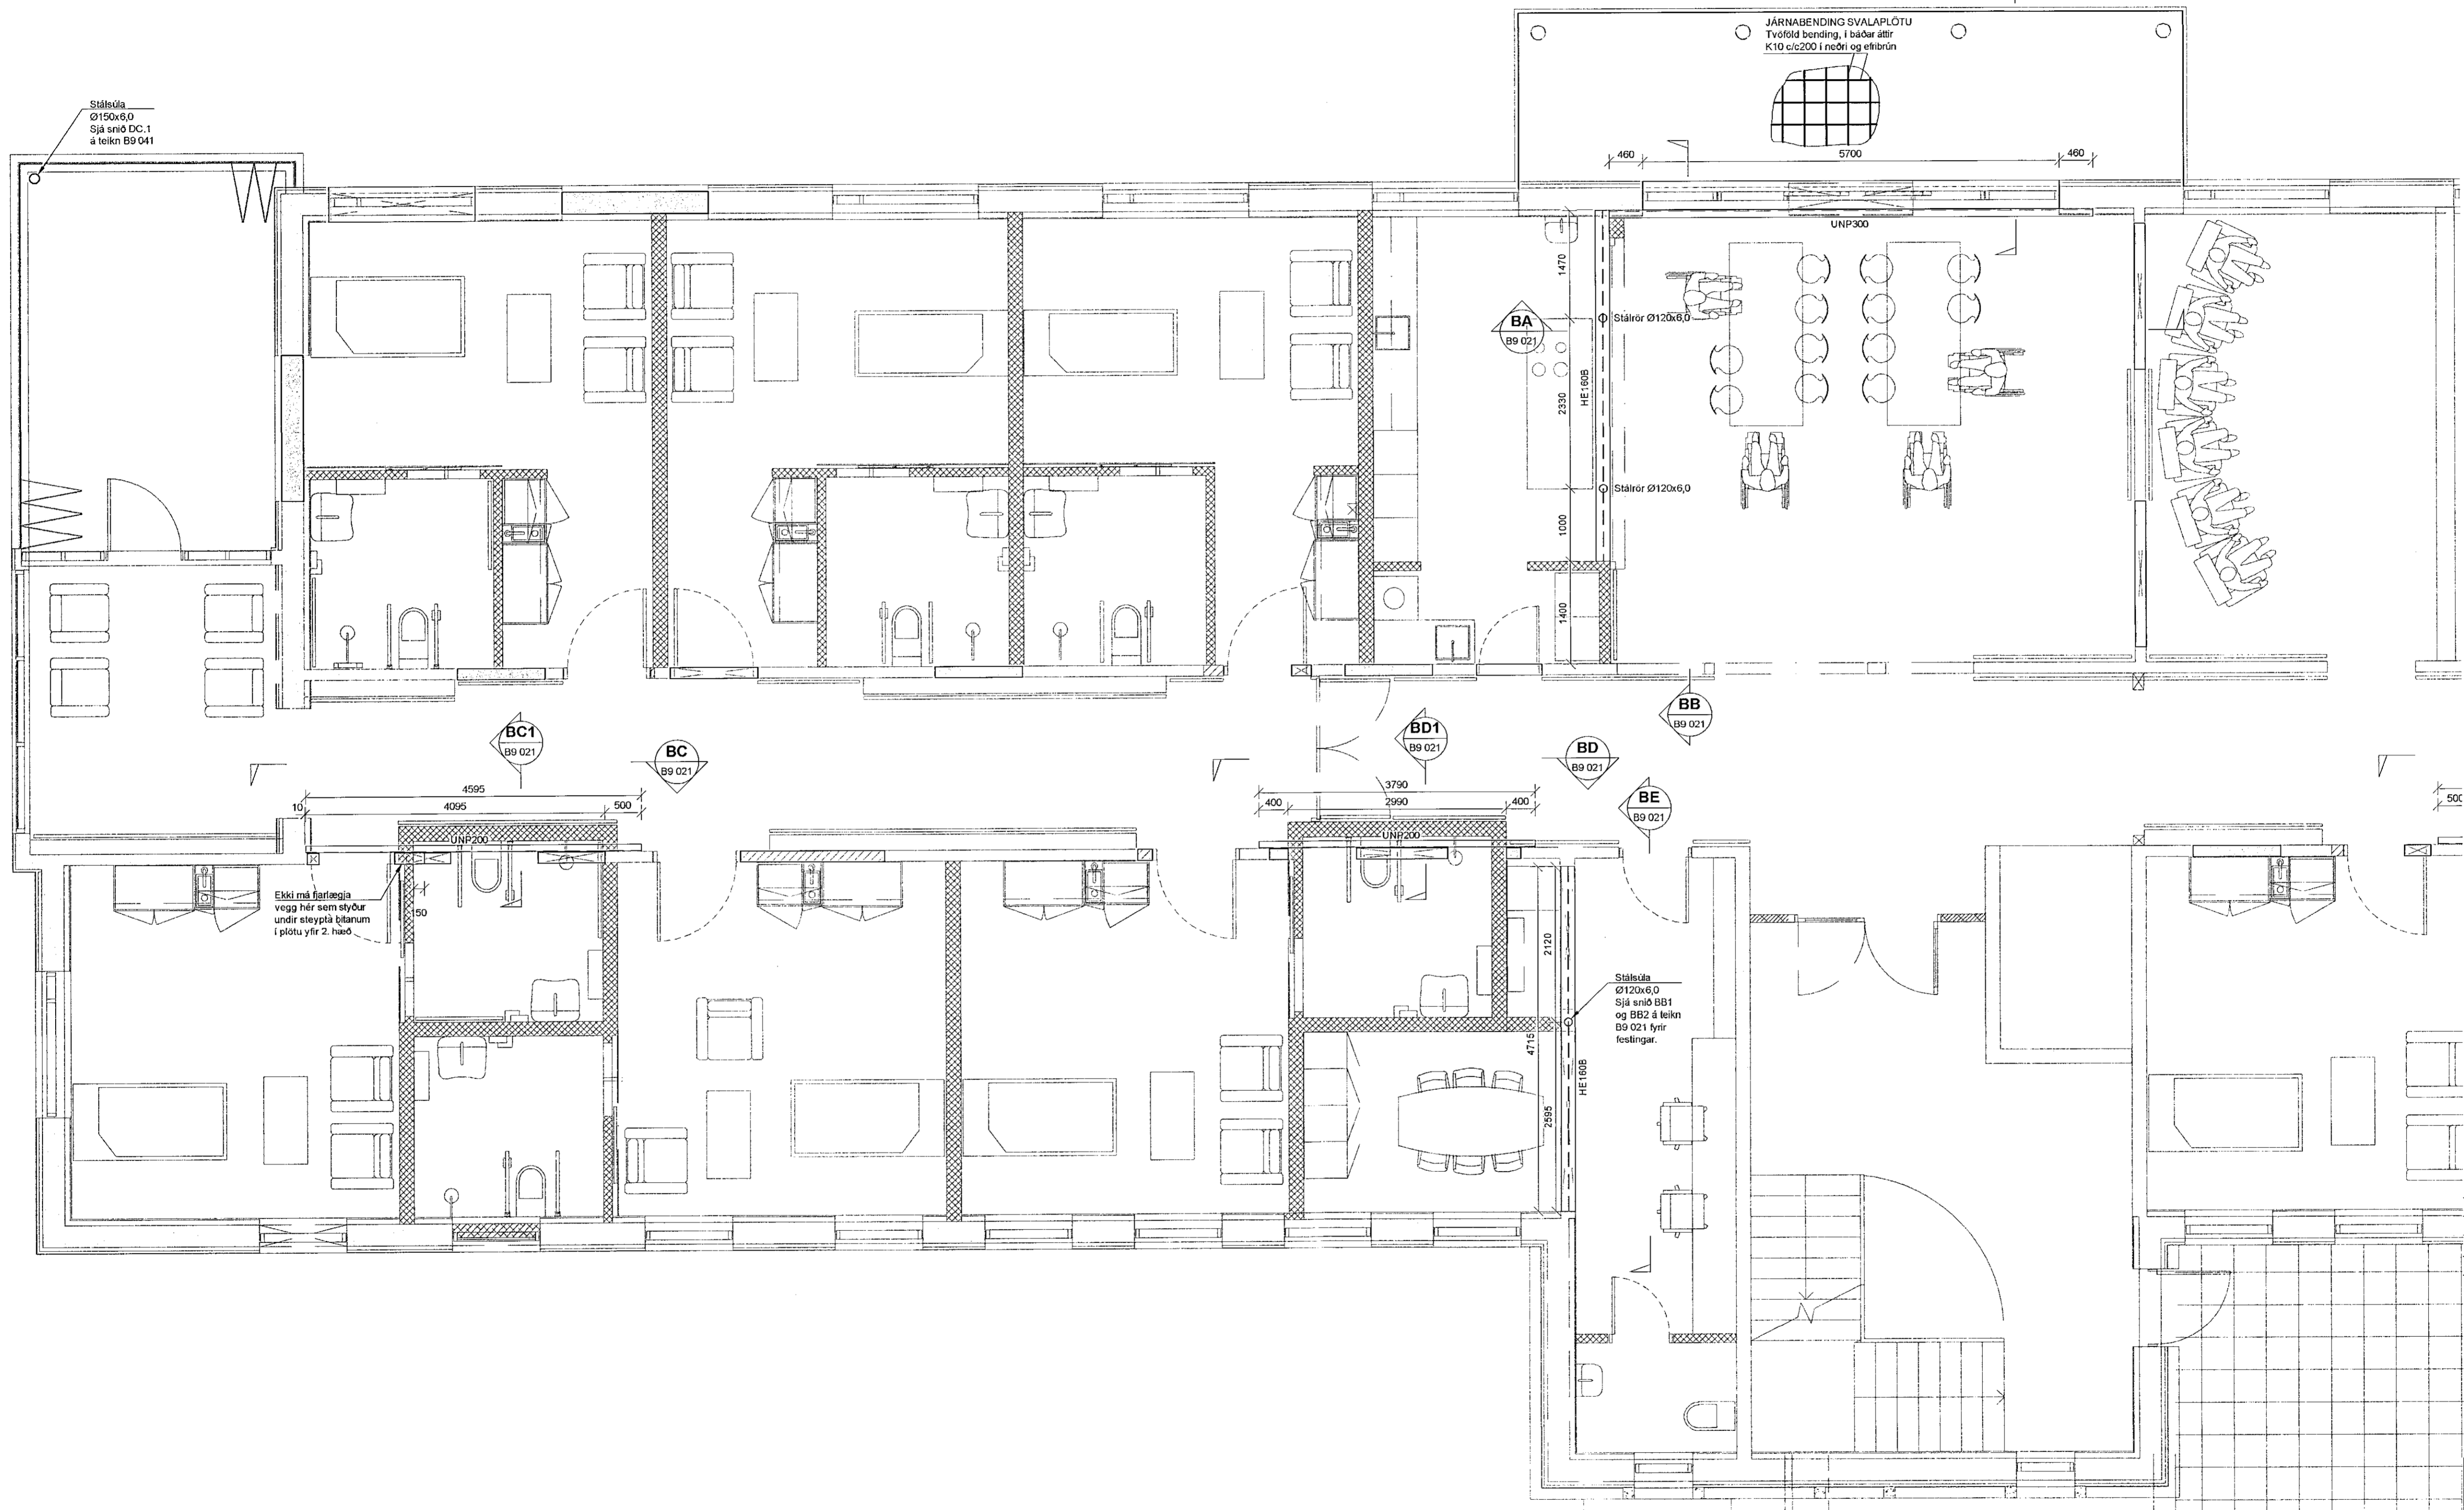 JÁRNABENDING SVALAPLÖTU
Tvöföld bending, í báðar áttir
K10 c/c200 í neðri og efribrún
Stálsúla
Ø150x6,0
Sjá snið DC.1
á teikn B9 041
460
5700
460
UNP300
1470
BA
B9 021
Stálrör Ø120x6,0
HE160B
2330
Stálrör Ø120x6,0
1000
1400
BB
B9 021
BC1
B9 021
BC
B9 021
BD1
B9 021
BD
B9 021
BE
B9 021
4595
10
4095
500
3790
400
2990
400
500
UNP200
UNP200
Ekki má fjarlægja
vegg hér sem styður
undir steypta bitanum
í plötu yfir 2. hæð
150
2120
Stálsúla
Ø120x6,0
Sjá snið BB1
og BB2 á teikn
B9 021 fyrir
festingar.
4715
HE160B
2595